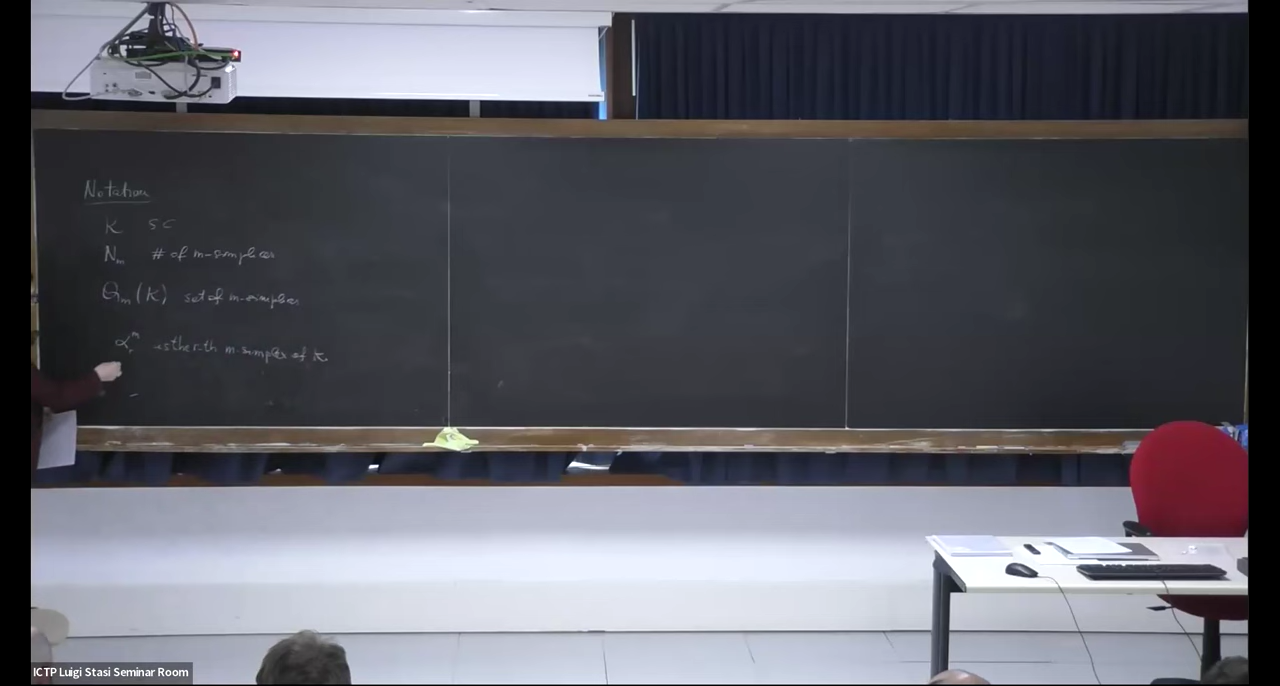 Notation
K SC
N_m # of m-simplices
Q_m(K) set of m-simplices
α_r^m is the r-th m-simplex of K
ICTP Luigi Stasi Seminar Room